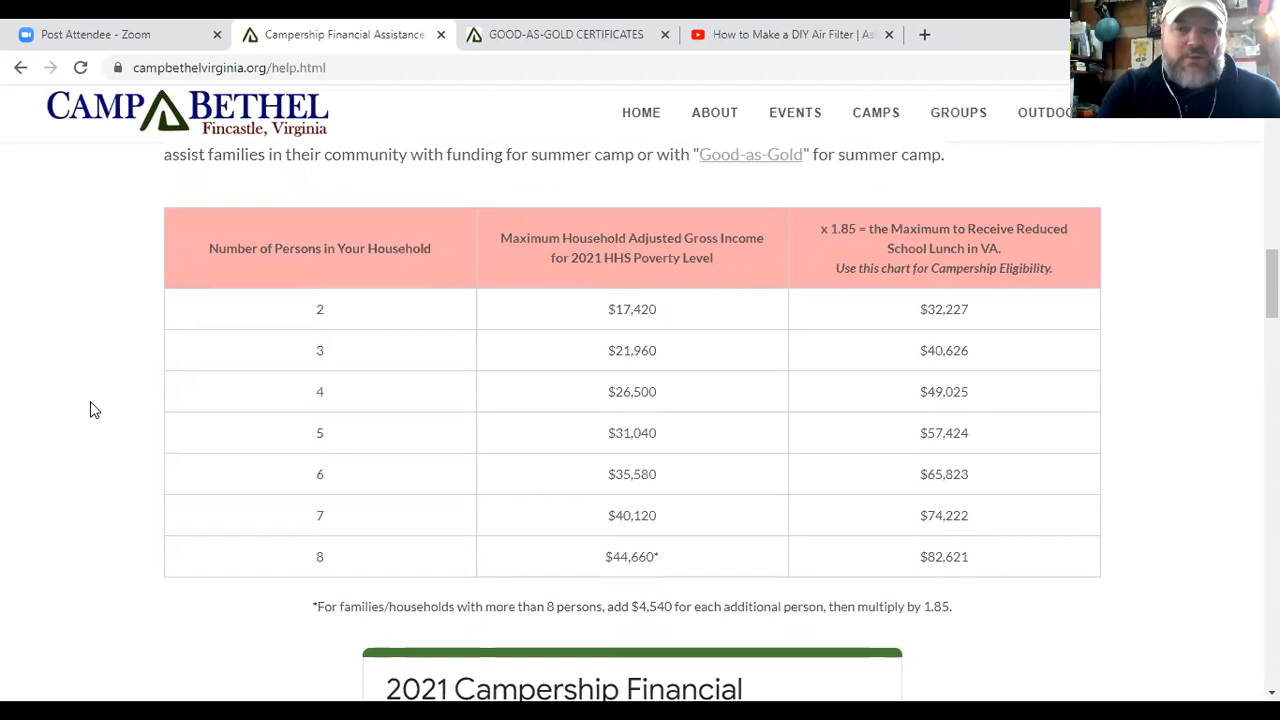 Post Attendee - Zoom
Campership Financial Assistance
GOOD-AS-GOLD CERTIFICATES
How to Make a DIY Air Filter | As
campbethelvirginia.org/help.html
CAMP BETHEL
Fincastle, Virginia
HOME ABOUT EVENTS CAMPS GROUPS OUTDO
assist families in their community with funding for summer camp or with "Good-as-Gold" for summer camp.
Number of Persons in Your Household
Maximum Household Adjusted Gross Income
for 2021 HHS Poverty Level
x 1.85 = the Maximum to Receive Reduced
School Lunch in VA.
Use this chart for Campership Eligibility.
2 $17,420 $32,227
3 $21,960 $40,626
4 $26,500 $49,025
5 $31,040 $57,424
6 $35,580 $65,823
7 $40,120 $74,222
8 $44,660* $82,621
*For families/households with more than 8 persons, add $4,540 for each additional person, then multiply by 1.85.
2021 Campership Financial